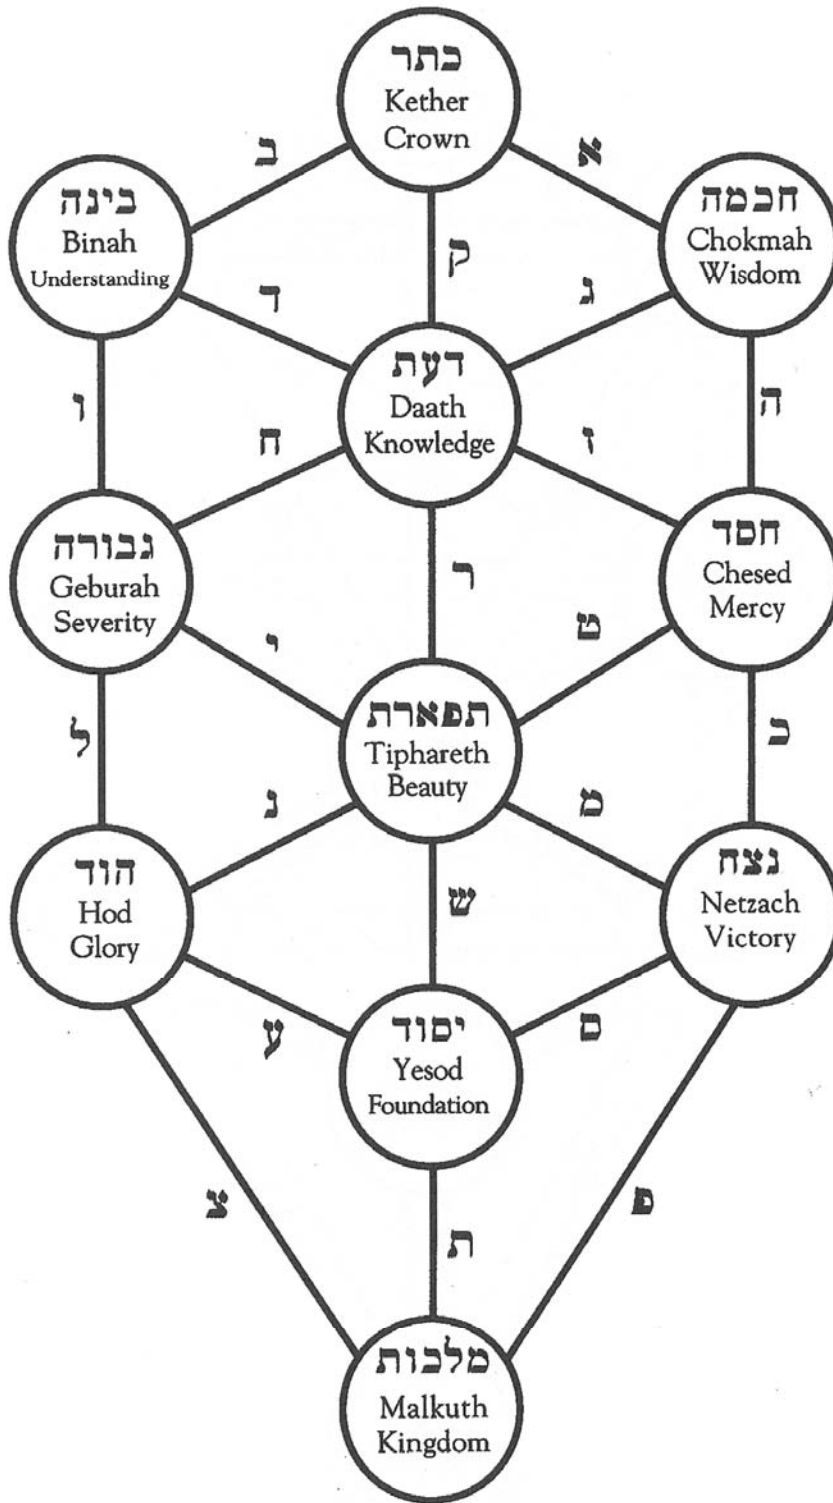 כתר
Kether
Crown
ב
א
בינה
Binah
Understanding
חכמה
Chokmah
Wisdom
ק
ד
ג
דעת
Daath
Knowledge
ו
ה
ח
ז
גבורה
Geburah
Severity
חסד
Chesed
Mercy
ר
י
ט
תפארת
Tiphareth
Beauty
ל
כ
נ
מ
הוד
Hod
Glory
נצח
Netzach
Victory
ש
ע
ס
יסוד
Yesod
Foundation
צ
פ
ת
מלכות
Malkuth
Kingdom